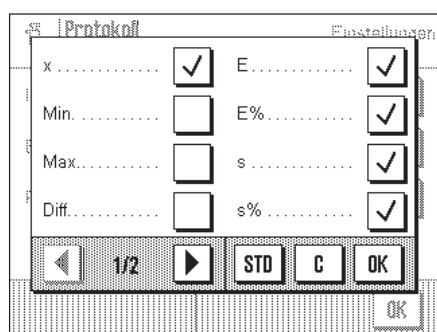 Protokoll
Einstellungen
x ............. E .............
Min. ............ E% ............
Max. ........... s .............
Diff. ............ s% ............
1/2 STD C OK
OK